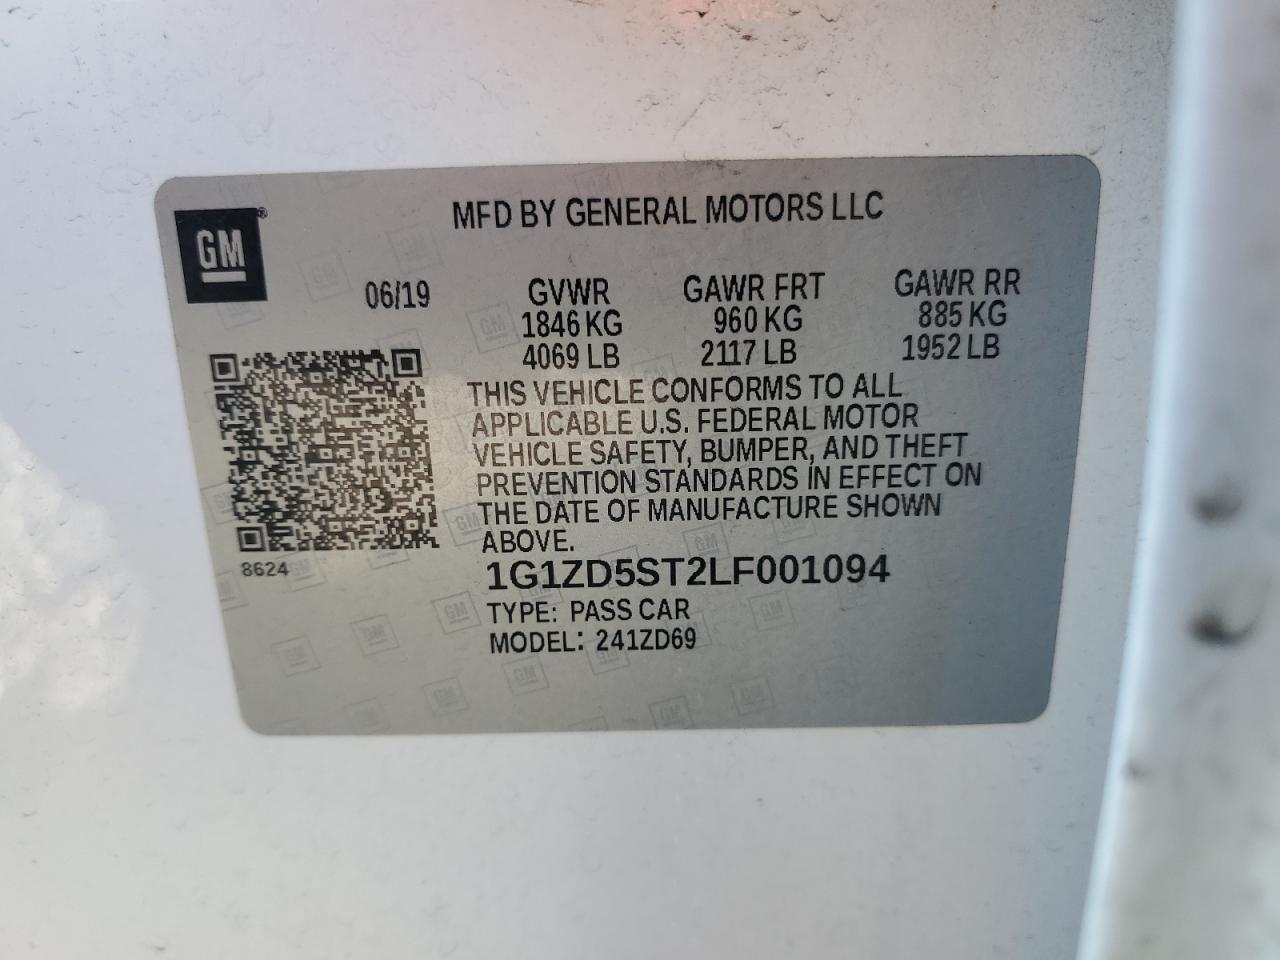 GM®
MFD BY GENERAL MOTORS LLC
06/19
GVWR GAWR FRT GAWR RR
1846 KG 960 KG 885 KG
4069 LB 2117 LB 1952 LB
THIS VEHICLE CONFORMS TO ALL
APPLICABLE U.S. FEDERAL MOTOR
VEHICLE SAFETY, BUMPER, AND THEFT
PREVENTION STANDARDS IN EFFECT ON
THE DATE OF MANUFACTURE SHOWN
ABOVE.
8624
1G1ZD5ST2LF001094
TYPE: PASS CAR
MODEL: 241ZD69